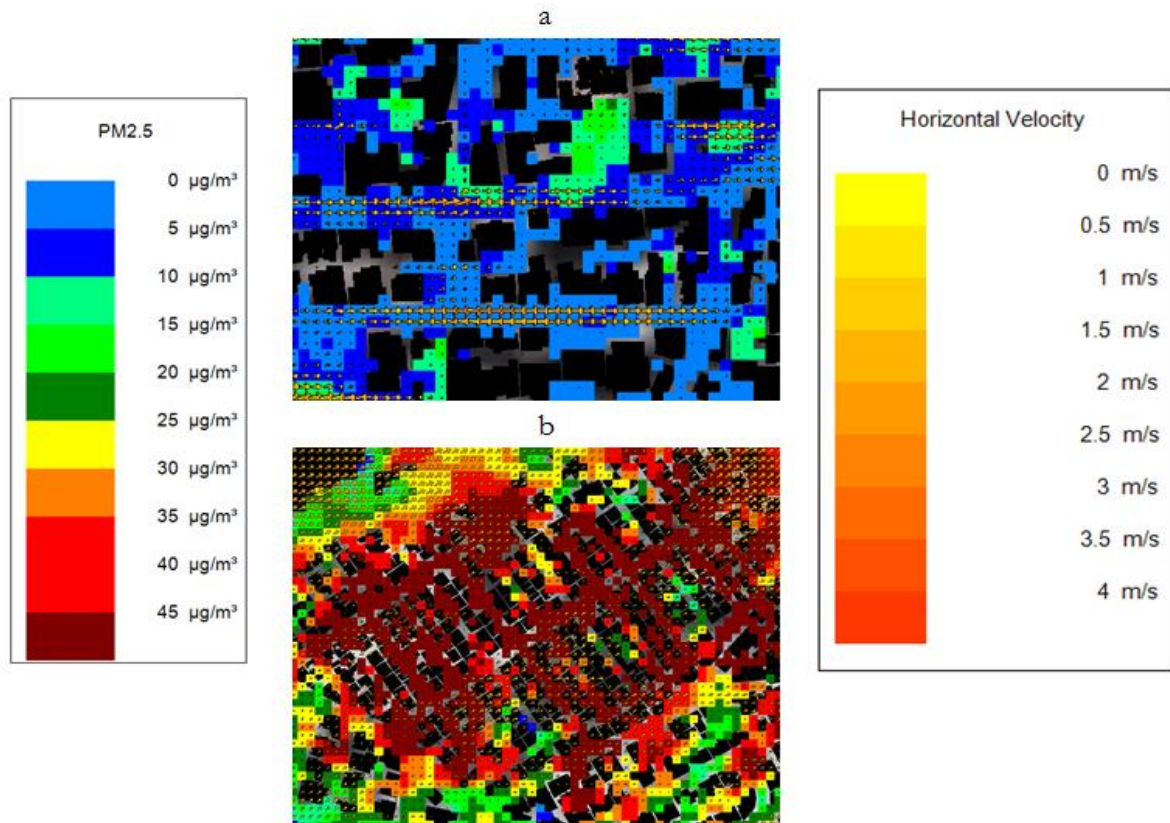 a
PM2.5
0 µg/m³
5 µg/m³
10 µg/m³
15 µg/m³
20 µg/m³
25 µg/m³
30 µg/m³
35 µg/m³
40 µg/m³
45 µg/m³
Horizontal Velocity
0 m/s
0.5 m/s
1 m/s
1.5 m/s
2 m/s
2.5 m/s
3 m/s
3.5 m/s
4 m/s
b